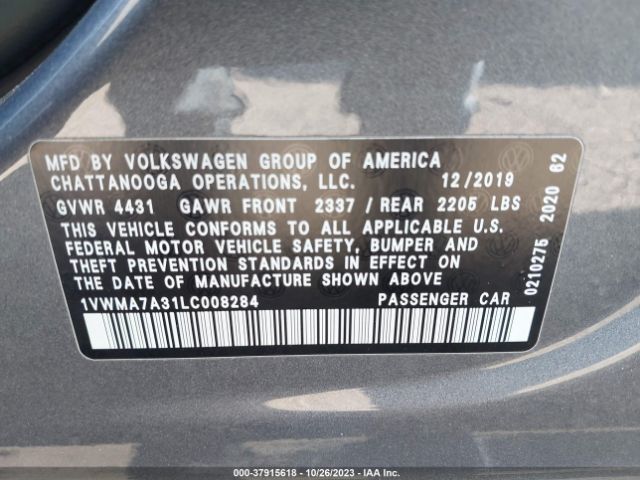 MFD BY VOLKSWAGEN GROUP OF AMERICA
CHATTANOOGA OPERATIONS, LLC. 12/2019
GVWR 4431 GAWR FRONT 2337 / REAR 2205 LBS
THIS VEHICLE CONFORMS TO ALL APPLICABLE U.S.
FEDERAL MOTOR VEHICLE SAFETY, BUMPER AND
THEFT PREVENTION STANDARDS IN EFFECT ON
THE DATE OF MANUFACTURE SHOWN ABOVE
1VWMA7A31LC008284 PASSENGER CAR
0210275 2020 62
000-37915618 - 10/26/2023 - IAA Inc.